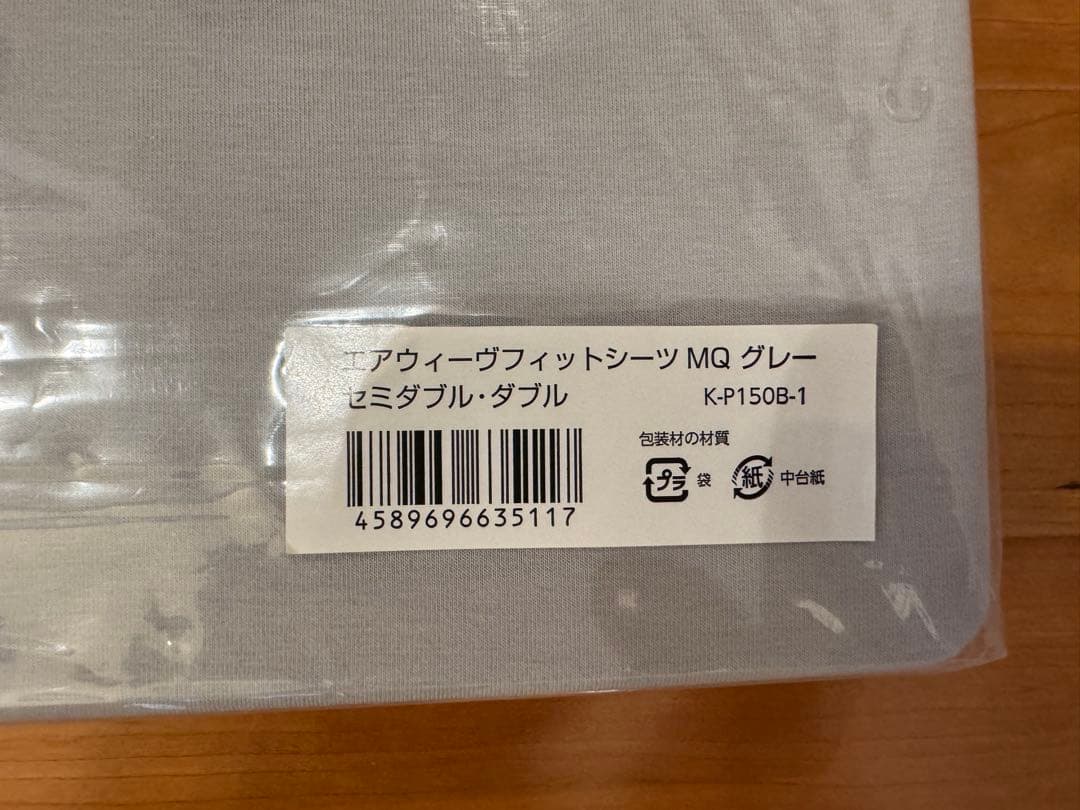 エアウィーヴフィットシーツMQ グレー
セミダブル・ダブル K-P150B-1
包装材の材質
プラ 袋 紙 中台紙
4589696635117